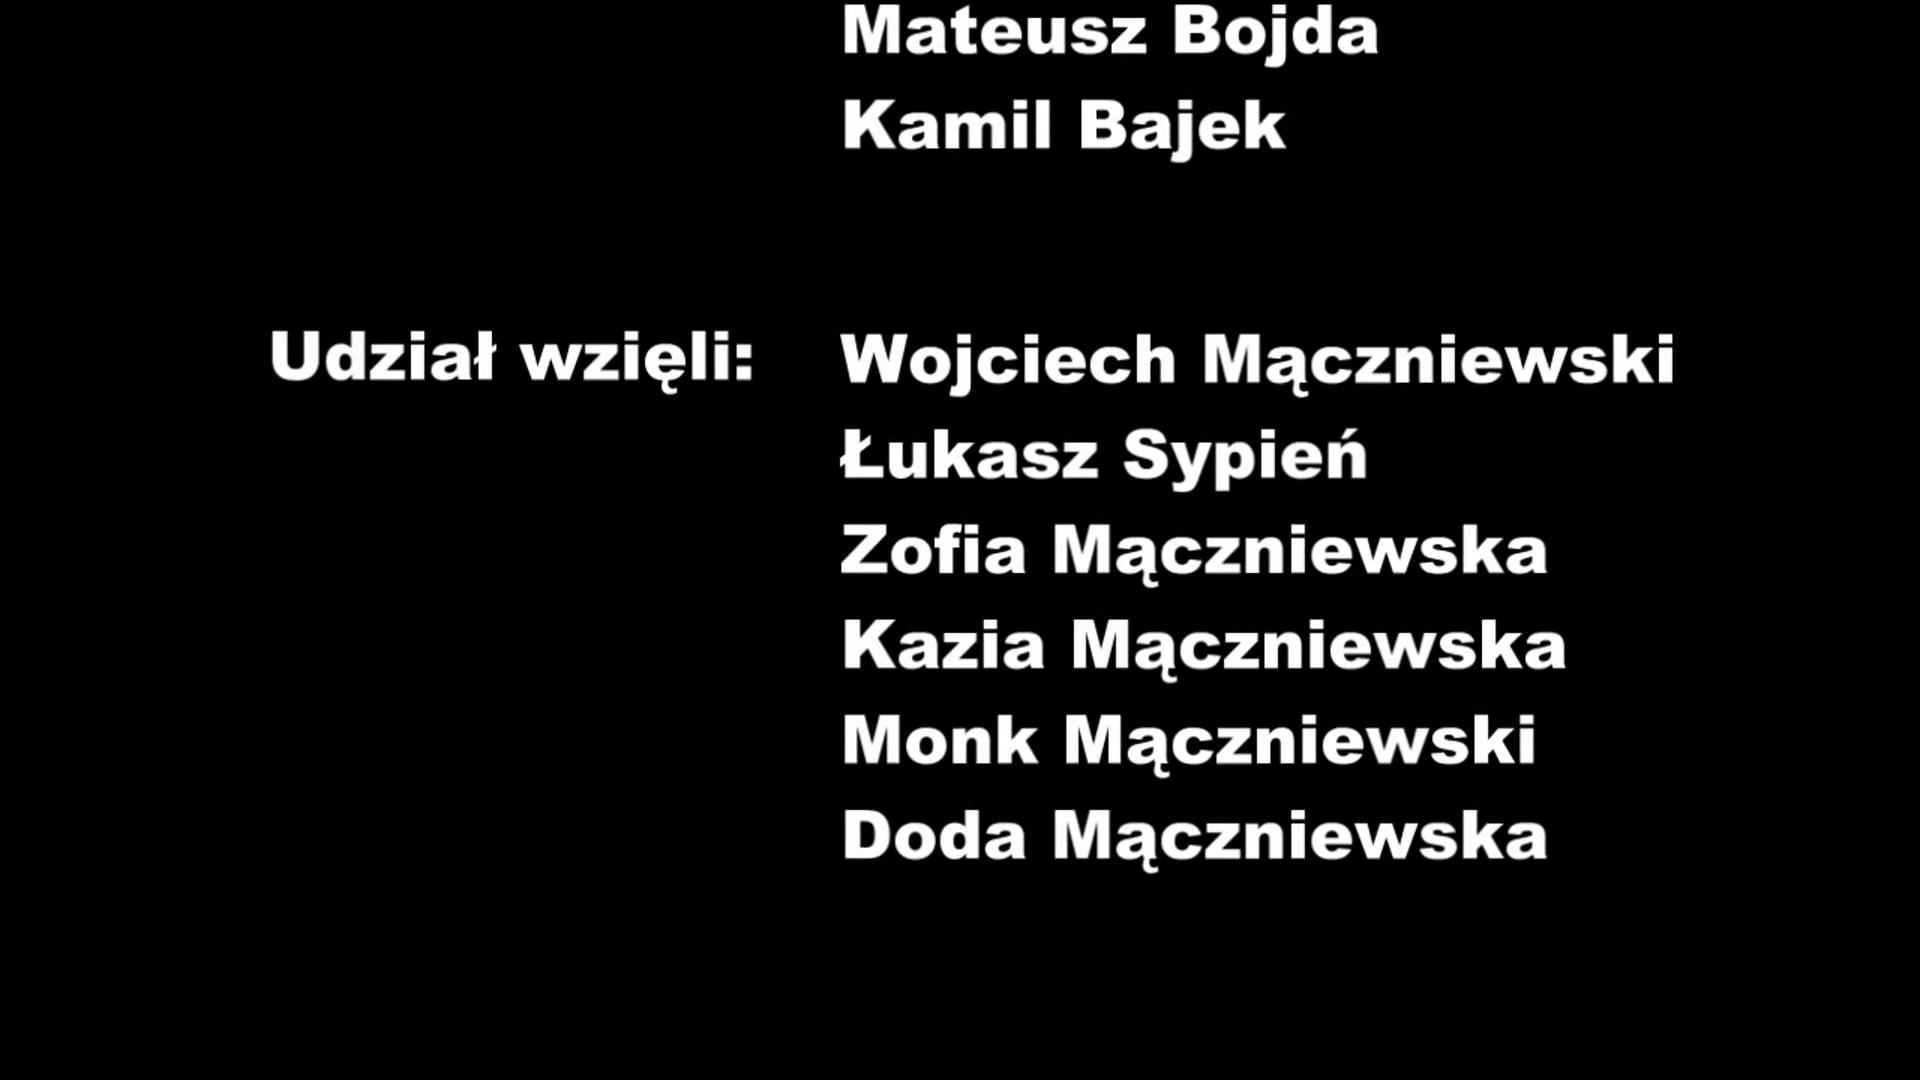 Mateusz Bojda
Kamil Bajek
Udział wzięli: Wojciech Mączniewski
Łukasz Sypień
Zofia Mączniewska
Kazia Mączniewska
Monk Mączniewski
Doda Mączniewska